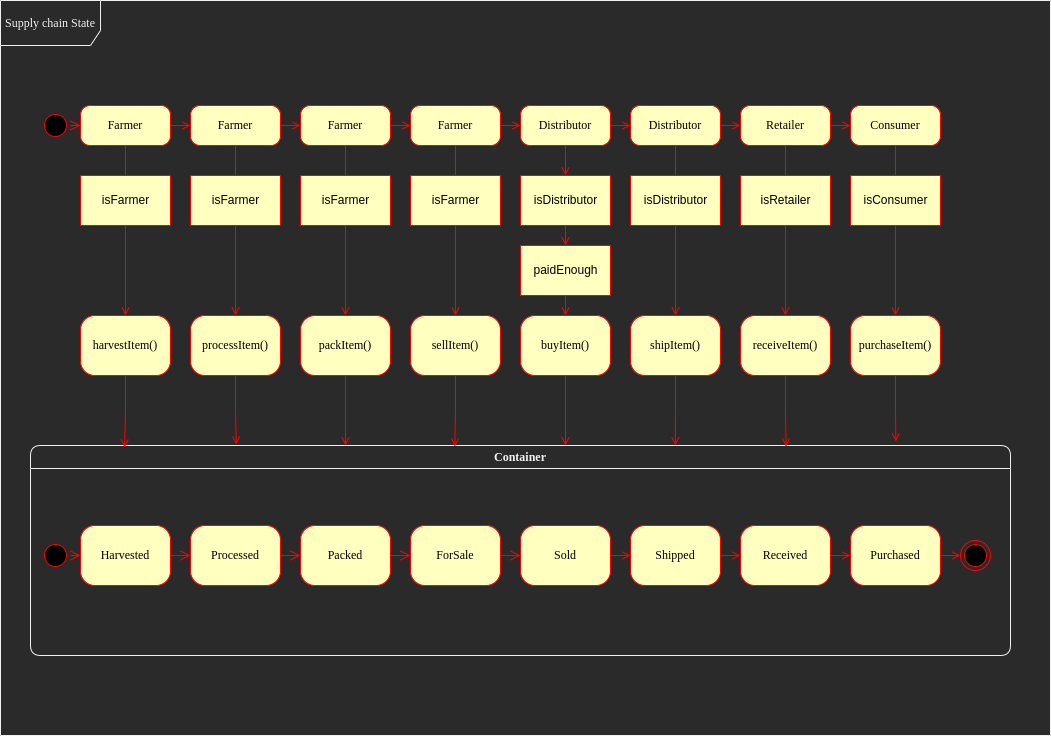 Supply chain State
Farmer
Farmer
Farmer
Farmer
Distributor
Distributor
Retailer
Consumer
isFarmer
isFarmer
isFarmer
isFarmer
isDistributor
isDistributor
isRetailer
isConsumer
paidEnough
harvestItem()
processItem()
packItem()
sellItem()
buyItem()
shipItem()
receiveItem()
purchaseItem()
Container
Harvested
Processed
Packed
ForSale
Sold
Shipped
Received
Purchased